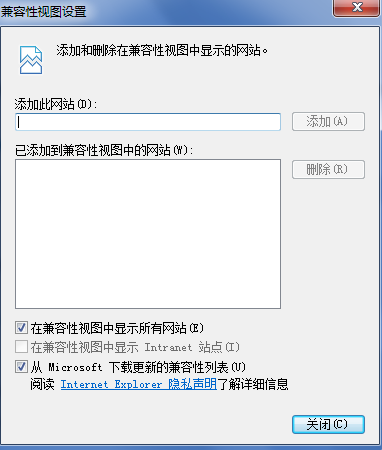 兼容性视图设置
添加和删除在兼容性视图中显示的网站。
添加此网站(D):
添加(A)
已添加到兼容性视图中的网站(W):
删除(R)
在兼容性视图中显示所有网站(E)
在兼容性视图中显示 Intranet 站点(I)
从 Microsoft 下载更新的兼容性列表(U)
阅读 Internet Explorer 隐私声明了解详细信息
关闭(C)